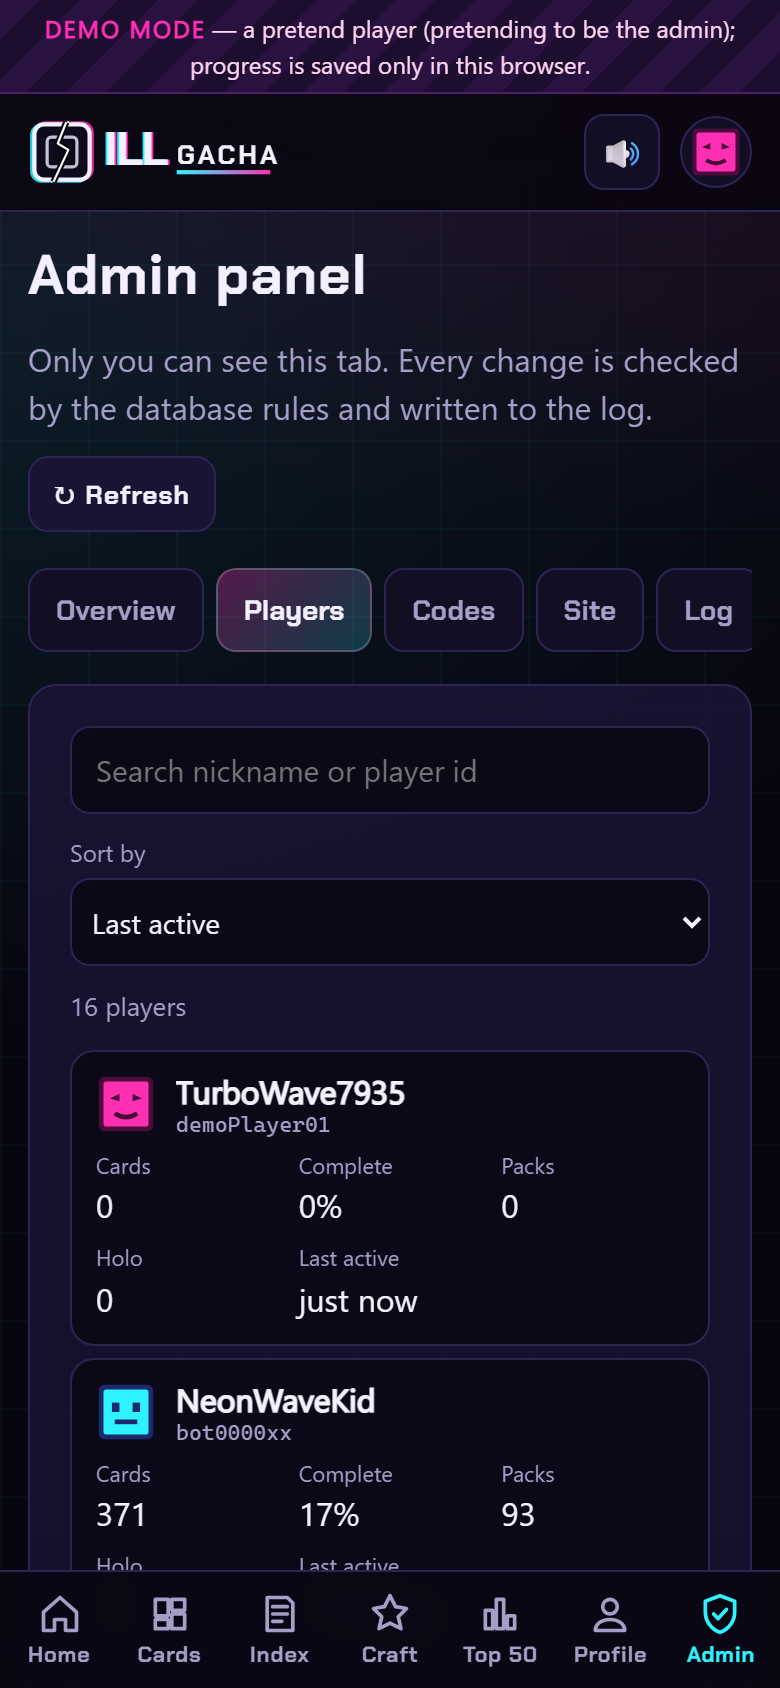 DEMO MODE — a pretend player (pretending to be the admin);
progress is saved only in this browser.
ILL GACHA
Admin panel
Only you can see this tab. Every change is checked
by the database rules and written to the log.
↻ Refresh
Overview Players Codes Site Log
Search nickname or player id
Sort by
Last active
16 players
TurboWave7935
demoPlayer01
Cards Complete Packs
0 0% 0
Holo Last active
0 just now
NeonWaveKid
bot0000xx
Cards Complete Packs
371 17% 93
Holo Last active
Home Cards Index Craft Top 50 Profile Admin